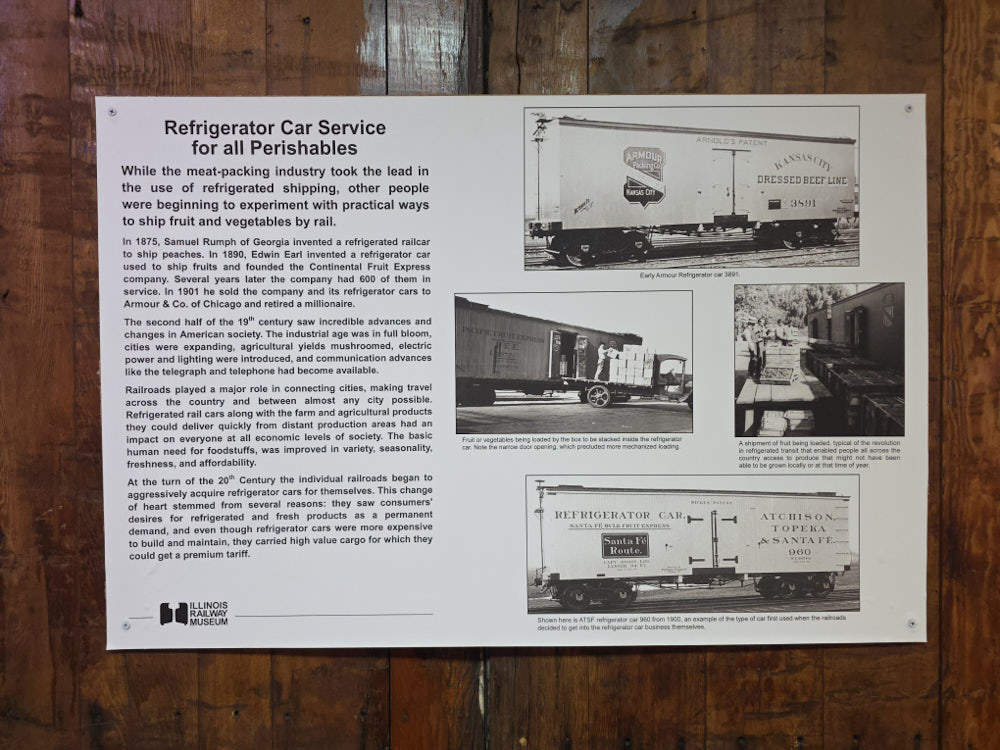 Refrigerator Car Service
for all Perishables
While the meat-packing industry took the lead in
the use of refrigerated shipping, other people
were beginning to experiment with practical ways
to ship fruit and vegetables by rail.
In 1875, Samuel Rumph of Georgia invented a refrigerated railcar
to ship peaches. In 1890, Edwin Earl invented a refrigerator car
used to ship fruits and founded the Continental Fruit Express
company. Several years later the company had 600 of them in
service. In 1901 he sold the company and its refrigerator cars to
Armour & Co. of Chicago and retired a millionaire.
The second half of the 19th century saw incredible advances and
changes in American society. The industrial age was in full bloom,
cities were expanding, agricultural yields mushroomed, electric
power and lighting were introduced, and communication advances
like the telegraph and telephone had become available.
Railroads played a major role in connecting cities, making travel
across the country and between almost any city possible.
Refrigerated rail cars along with the farm and agricultural products
they could deliver quickly from distant production areas had an
impact on everyone at all economic levels of society. The basic
human need for foodstuffs, was improved in variety, seasonality,
freshness, and affordability.
At the turn of the 20th Century the individual railroads began to
aggressively acquire refrigerator cars for themselves. This change
of heart stemmed from several reasons: they saw consumers'
desires for refrigerated and fresh products as a permanent
demand, and even though refrigerator cars were more expensive
to build and maintain, they carried high value cargo for which they
could get a premium tariff.
ILLINOIS
RAILWAY
MUSEUM
ARNOLD'S PATENT
ARMOUR
Packing Co.
KANSAS CITY
KANSAS CITY
DRESSED BEEF LINE
3891
Early Armour Refrigerator car 3891.
PACIFIC FRUIT EXPRESS
Fruit or vegetables being loaded by the box to be stacked inside the refrigerator
car. Note the narrow door opening, which precluded more mechanized loading.
A shipment of fruit being loaded, typical of the revolution
in refrigerated transit that enabled people all across the
country access to produce that might not have been
able to be grown locally or at that time of year.
REFRIGERATOR CAR.
SANTA FE BULK FRUIT EXPRESS
Santa Fé
Route.
ATCHISON,
TOPEKA
& SANTA FÉ.
960
Shown here is ATSF refrigerator car 960 from 1900, an example of the type of car first used when the railroads
decided to get into the refrigerator car business themselves.